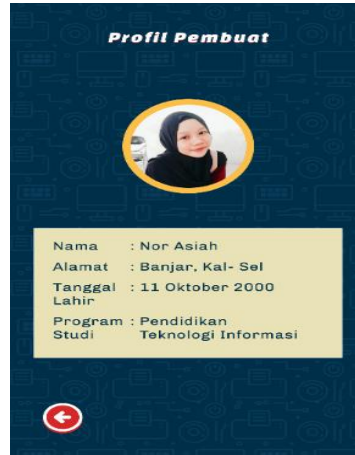 Profil Pembuat
Nama : Nor Asiah
Alamat : Banjar, Kal- Sel
Tanggal : 11 Oktober 2000
Lahir
Program : Pendidikan
Studi Teknologi Informasi